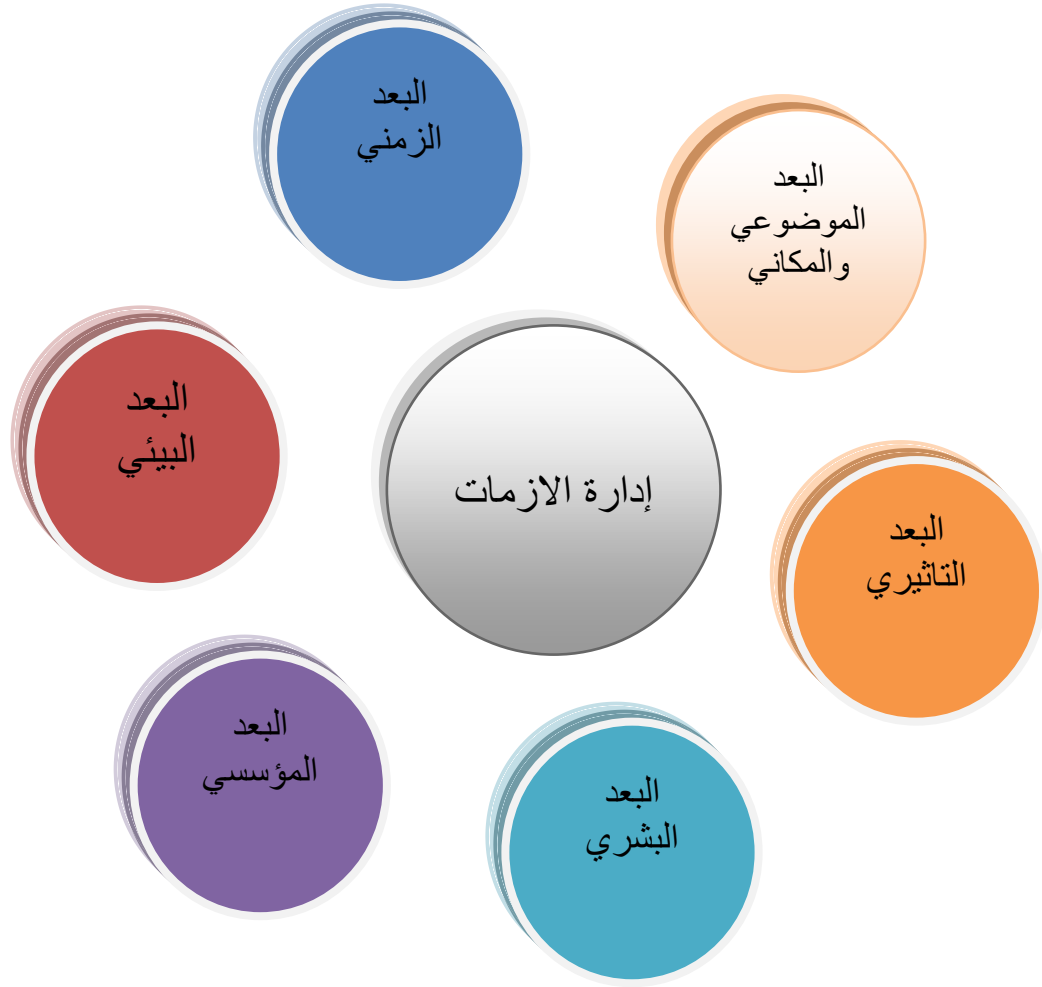 البعد
الزمني
البعد
الموضوعي
والمكاني
البعد
البيئي
إدارة الازمات
البعد
التاثيري
البعد
المؤسسي
البعد
البشري